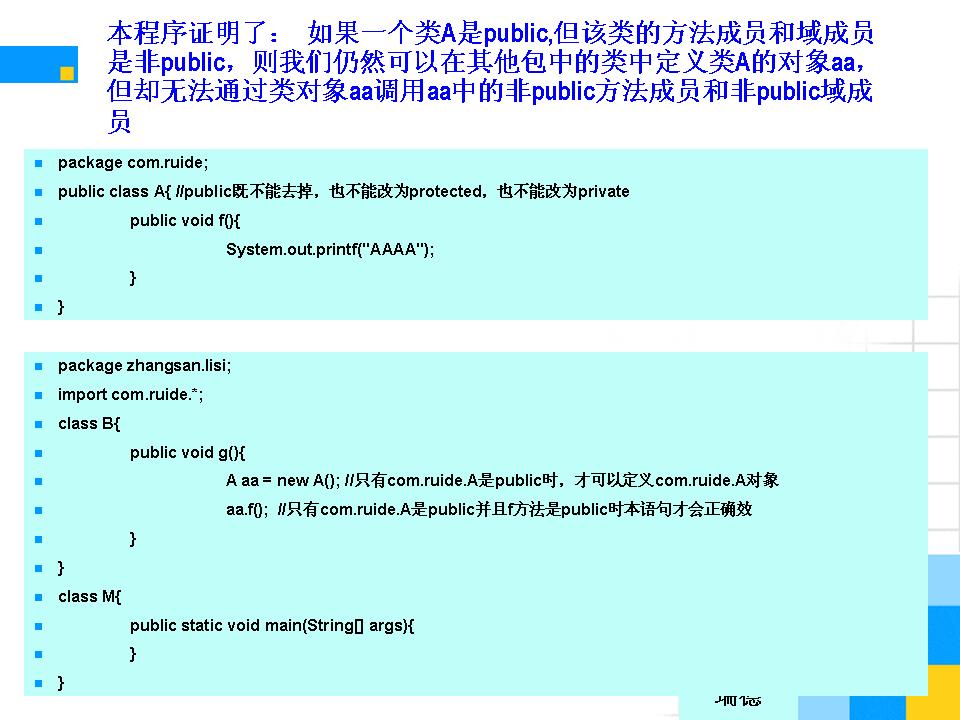 本程序证明了： 如果一个类A是public,但该类的方法成员和域成员
是非public，则我们仍然可以在其他包中的类中定义类A的对象aa，
但却无法通过类对象aa调用aa中的非public方法成员和非public域成
员
package com.ruide;
public class A{ //public既不能去掉，也不能改为protected，也不能改为private
public void f(){
System.out.printf("AAAA");
}
}
package zhangsan.lisi;
import com.ruide.*;
class B{
public void g(){
A aa = new A(); //只有com.ruide.A是public时，才可以定义com.ruide.A对象
aa.f(); //只有com.ruide.A是public并且f方法是public时本语句才会正确效
}
}
class M{
public static void main(String[] args){
}
}
瑞德